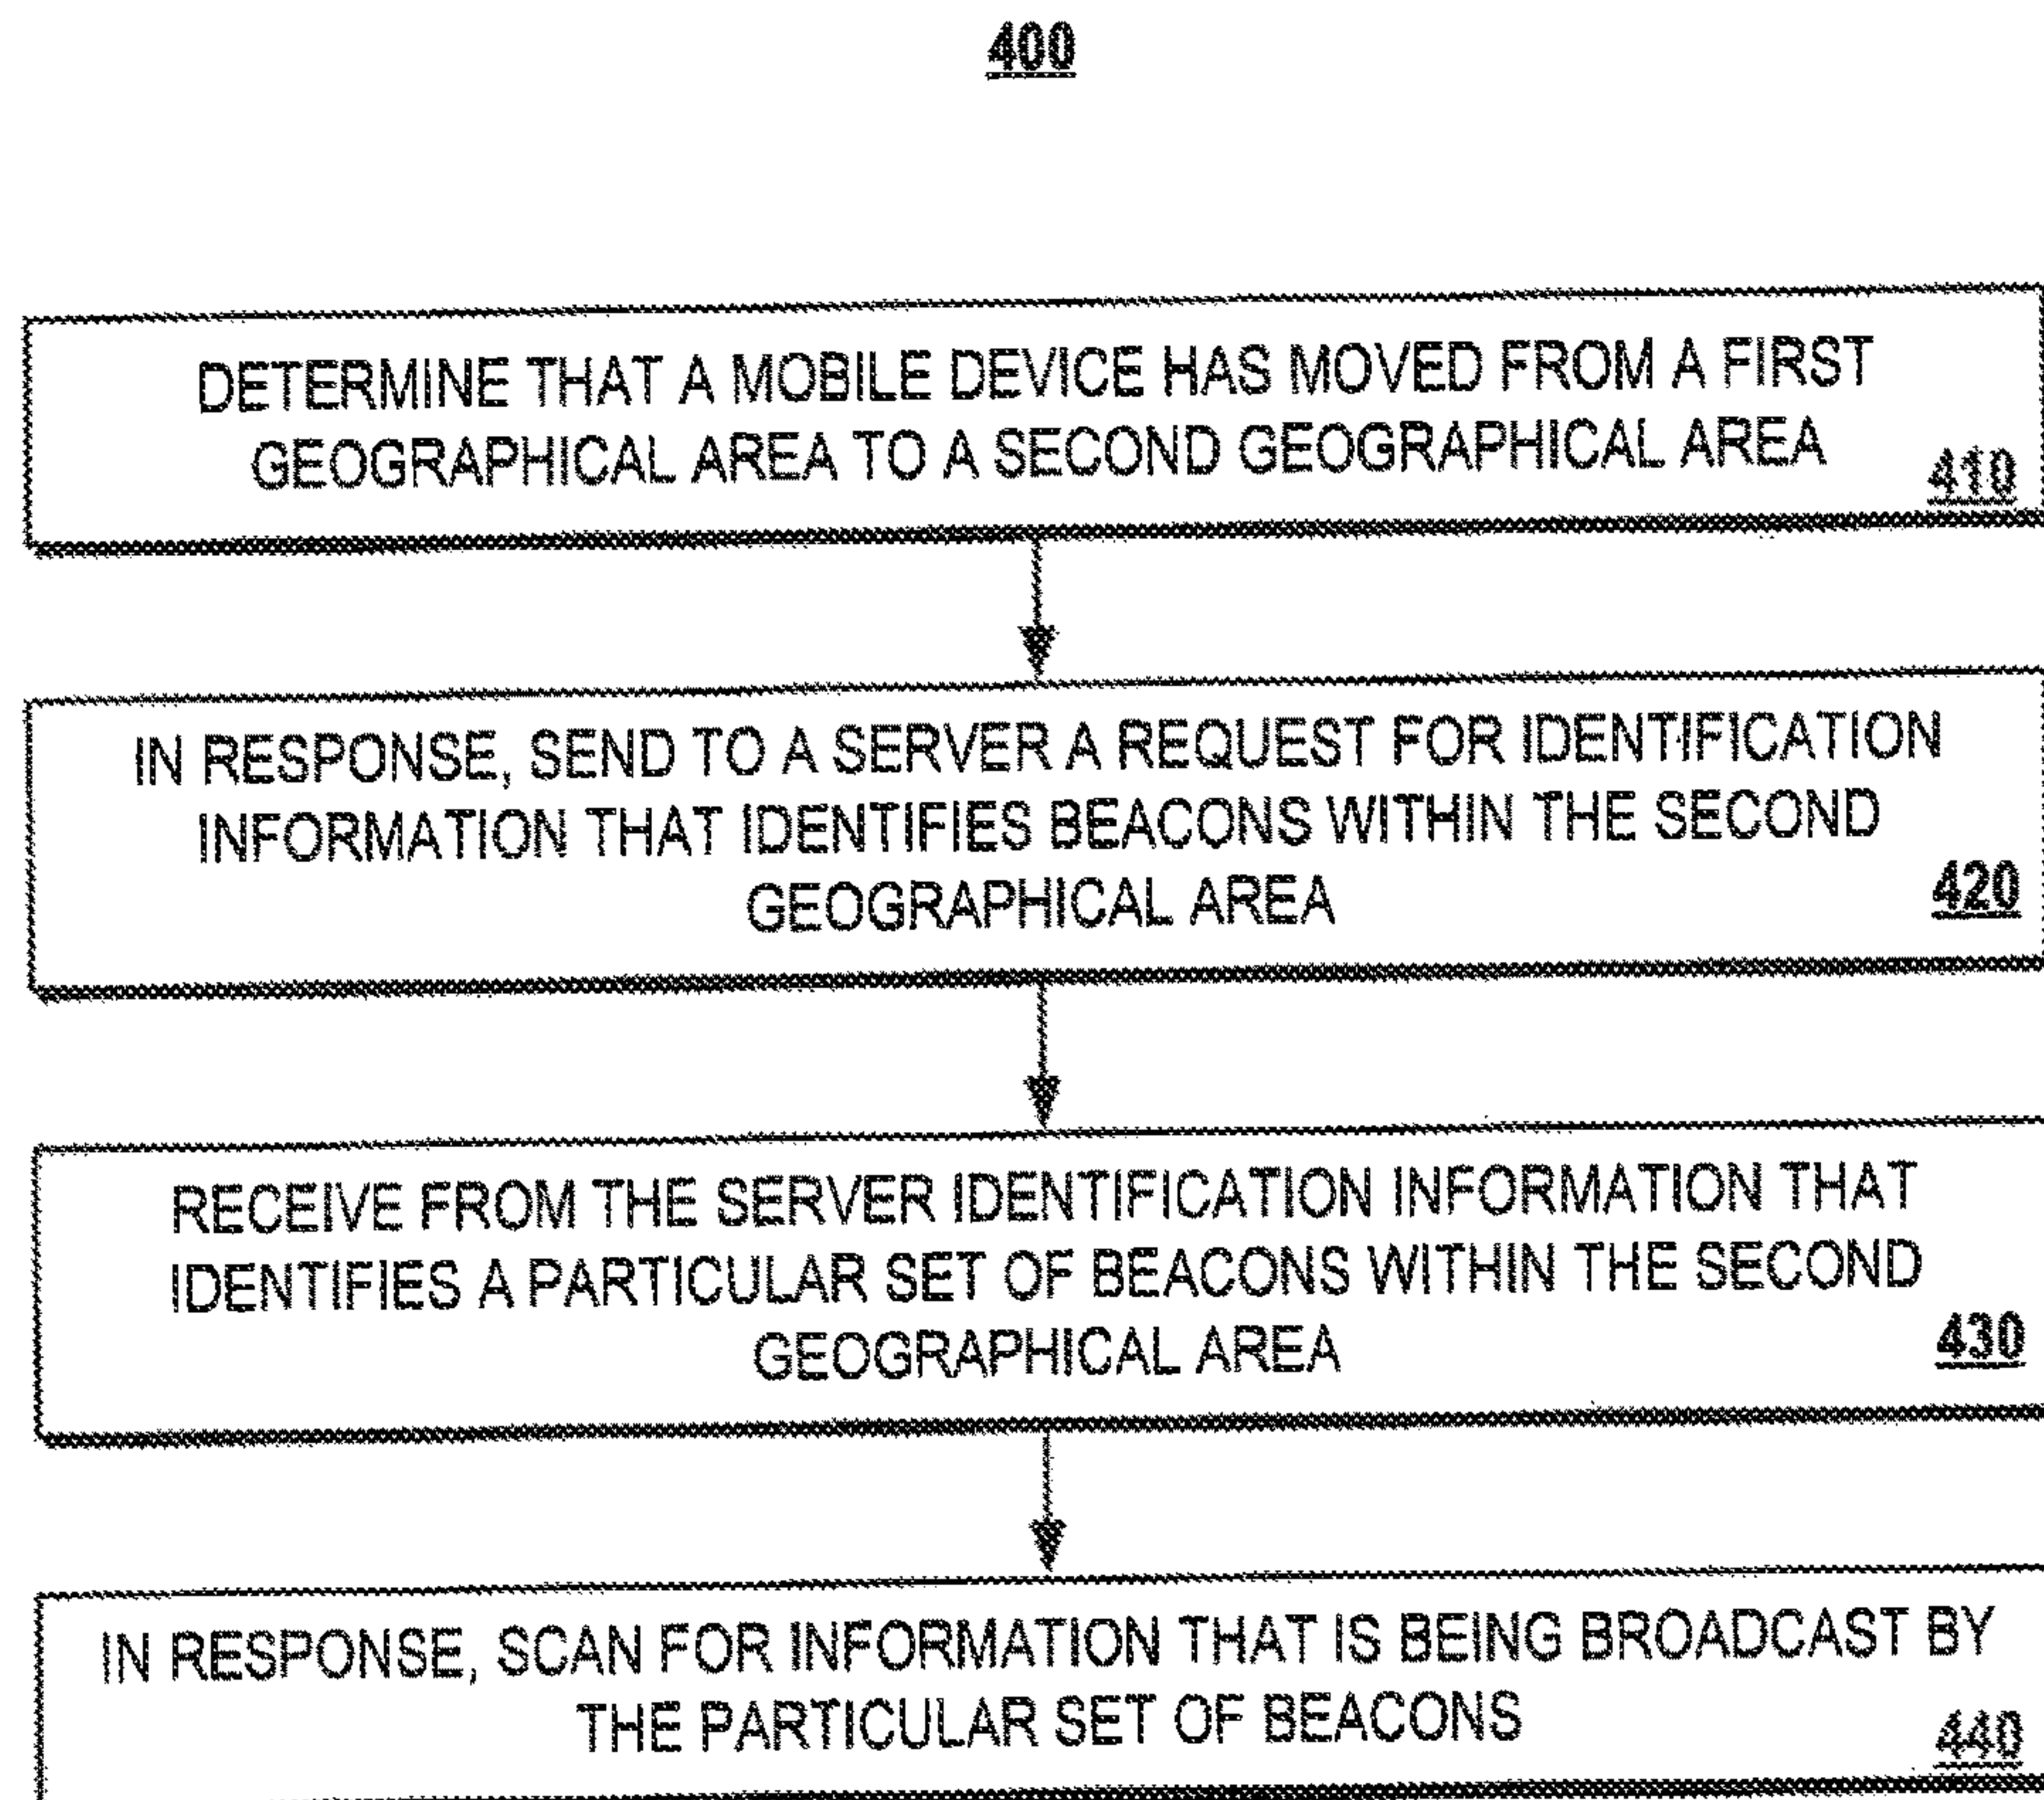 400
DETERMINE THAT A MOBILE DEVICE HAS MOVED FROM A FIRST
GEOGRAPHICAL AREA TO A SECOND GEOGRAPHICAL AREA
410
IN RESPONSE, SEND TO A SERVER A REQUEST FOR IDENTIFICATION
INFORMATION THAT IDENTIFIES BEACONS WITHIN THE SECOND
GEOGRAPHICAL AREA
420
RECEIVE FROM THE SERVER IDENTIFICATION INFORMATION THAT
IDENTIFIES A PARTICULAR SET OF BEACONS WITHIN THE SECOND
GEOGRAPHICAL AREA
430
IN RESPONSE, SCAN FOR INFORMATION THAT IS BEING BROADCAST BY
THE PARTICULAR SET OF BEACONS
440